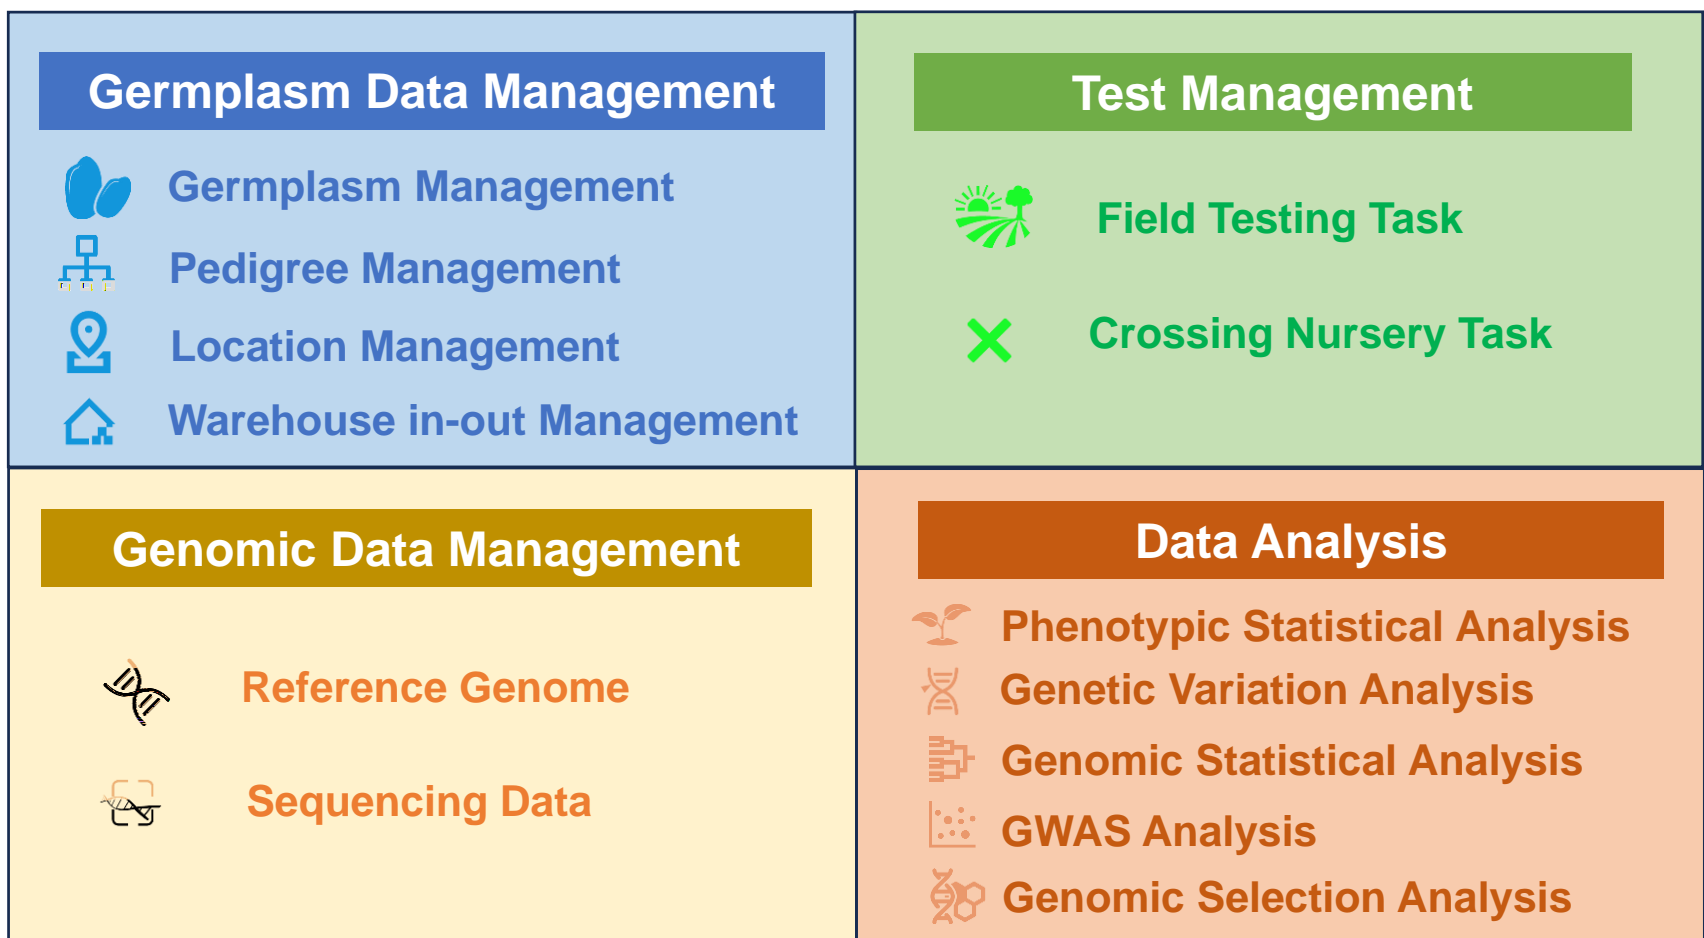 Germplasm Data Management
Germplasm Management
Pedigree Management
Location Management
Warehouse in-out Management
Test Management
Field Testing Task
Crossing Nursery Task
Genomic Data Management
Reference Genome
Sequencing Data
Data Analysis
Phenotypic Statistical Analysis
Genetic Variation Analysis
Genomic Statistical Analysis
GWAS Analysis
Genomic Selection Analysis